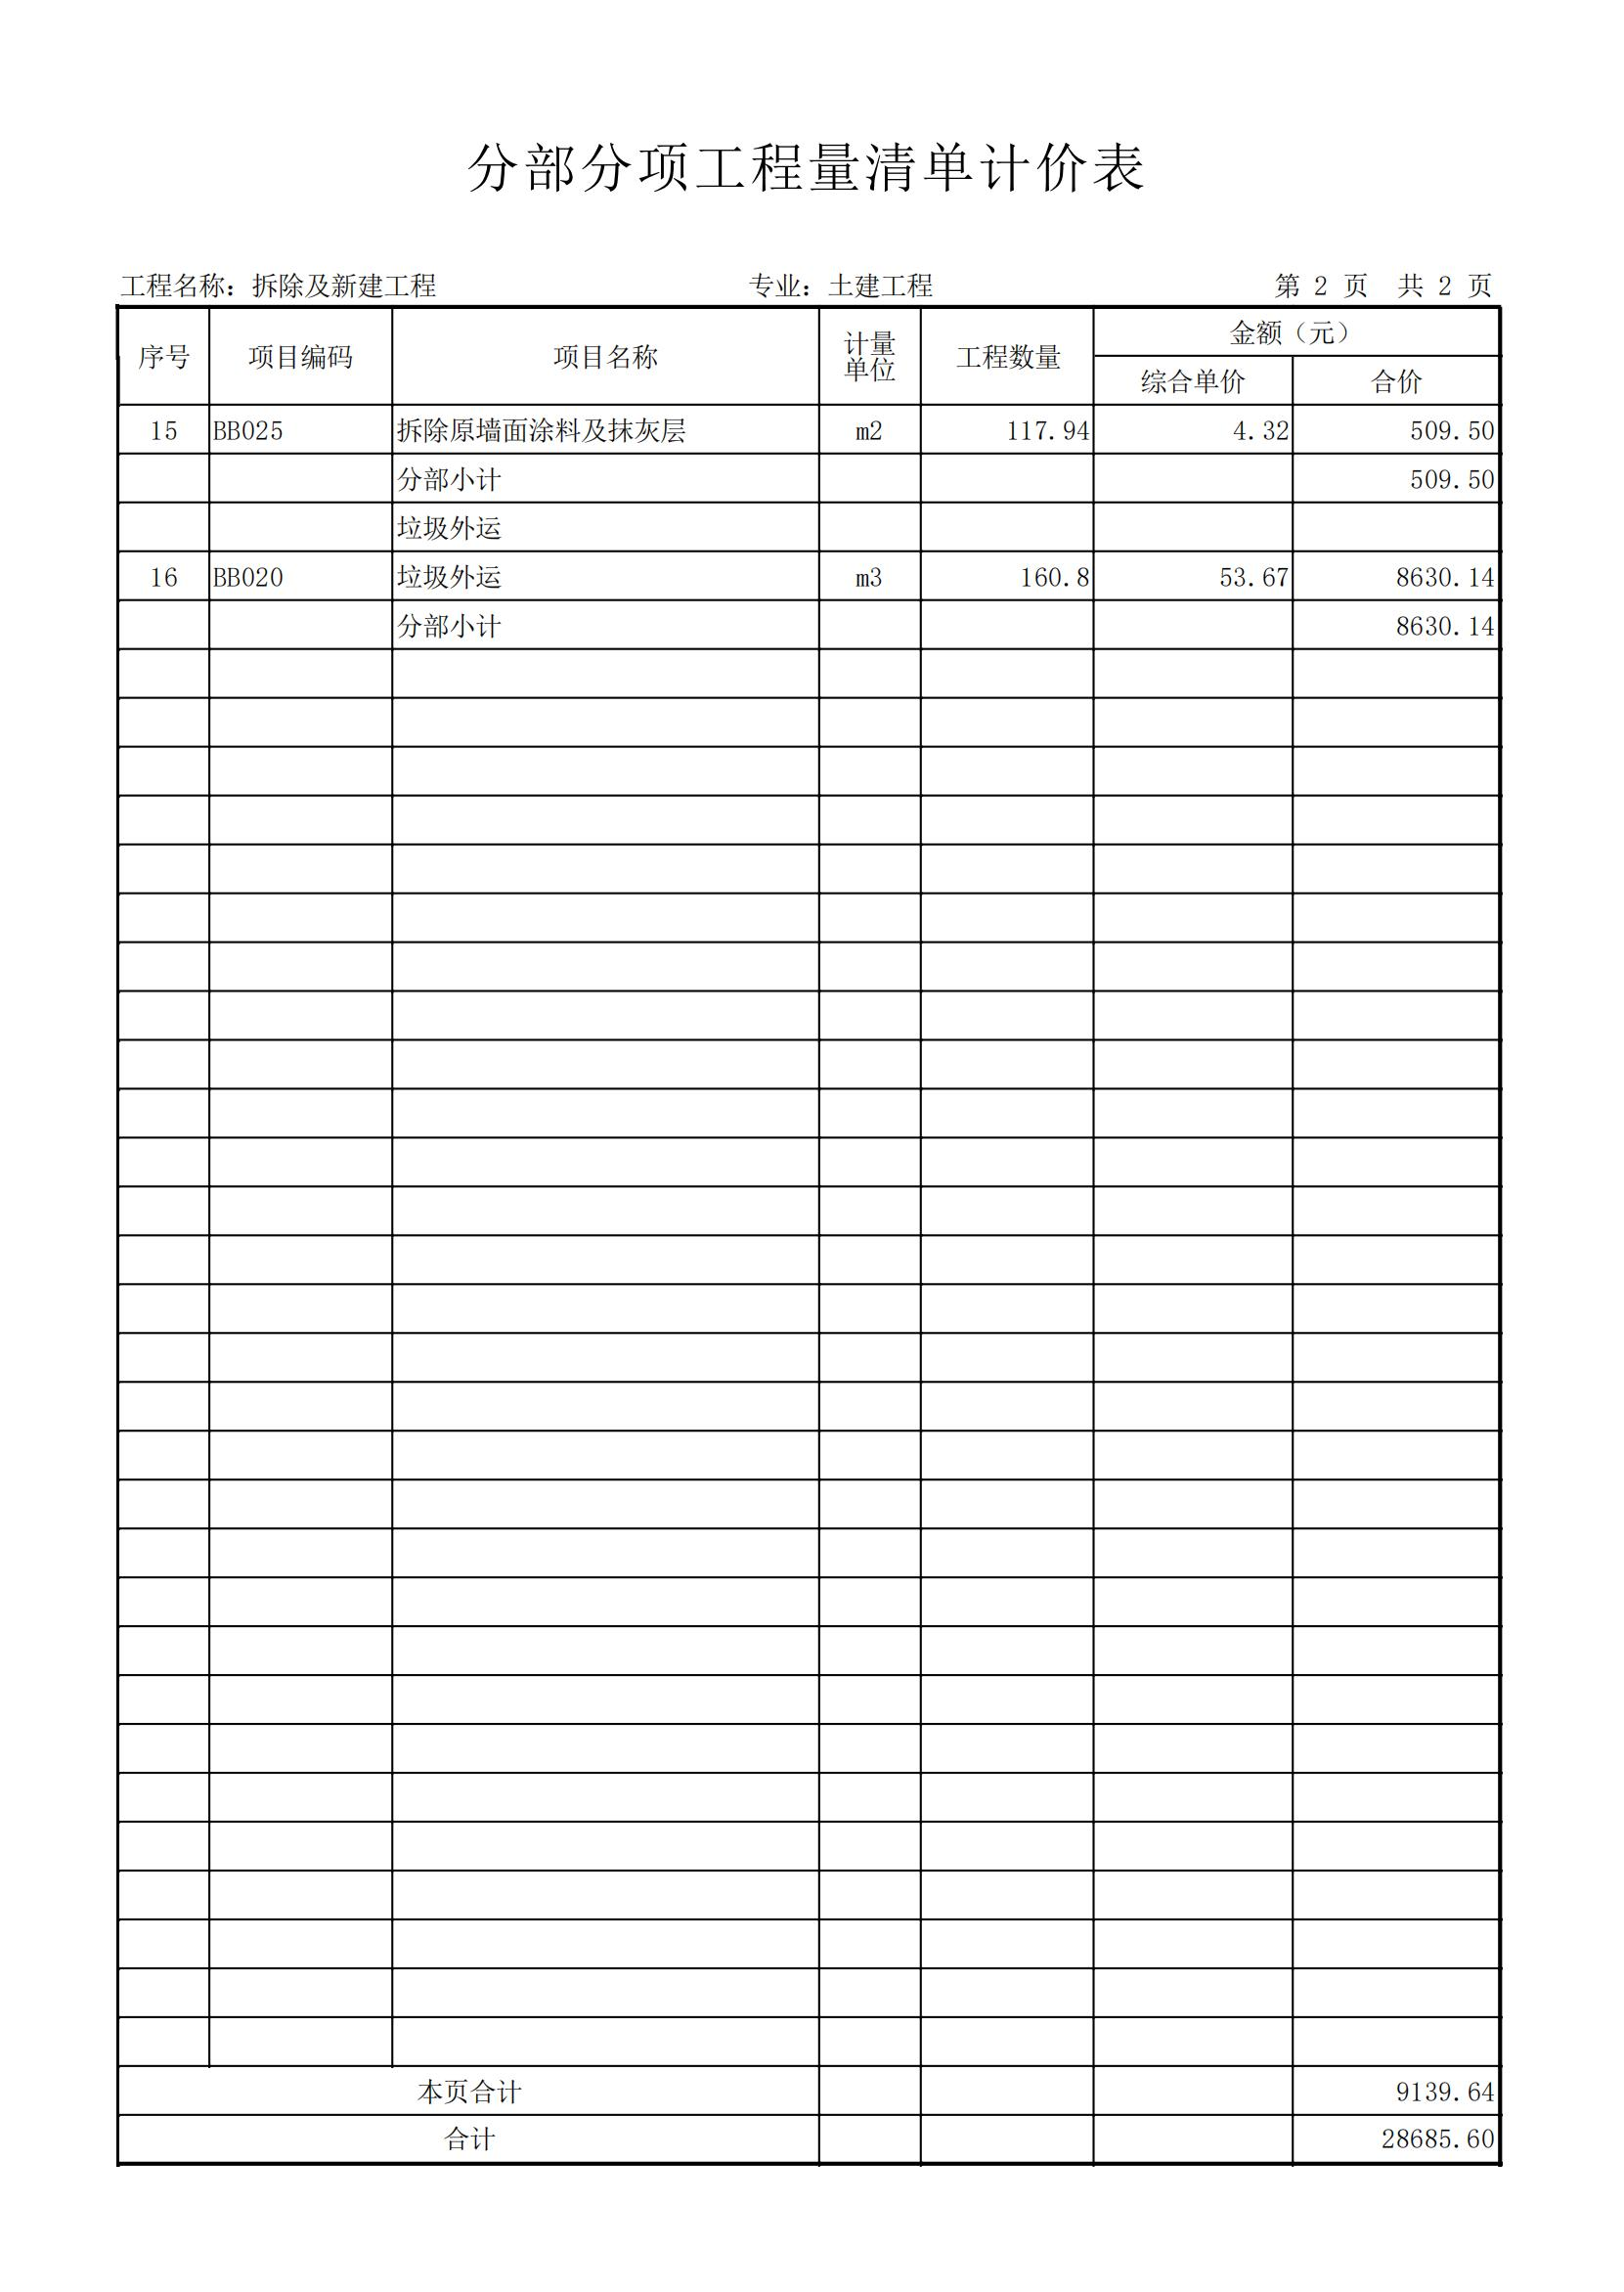 分部分项工程量清单计价表
工程名称：拆除及新建工程 专业：土建工程 第 2 页 共 2 页
序号 项目编码 项目名称 计量单位 工程数量 金额（元）
综合单价 合价
15 BB025 拆除原墙面涂料及抹灰层 m2 117.94 4.32 509.50
分部小计 509.50
垃圾外运
16 BB020 垃圾外运 m3 160.8 53.67 8630.14
分部小计 8630.14
本页合计 9139.64
合计 28685.60